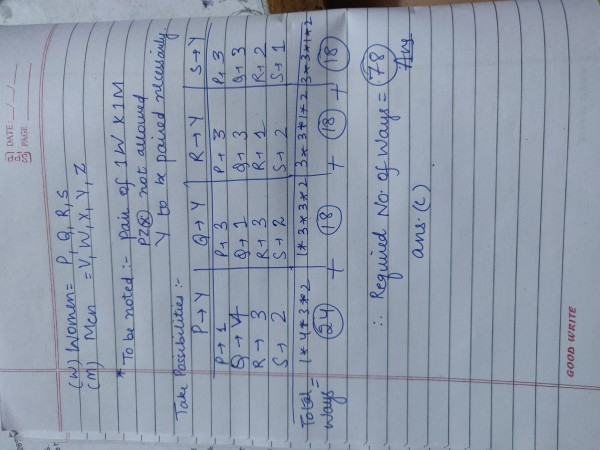 DATE __/__/__
PAGE
(W) Women = P, Q, R, S
(M) Men = V, W, X, Y, Z
* To be noted :- Pair of 1W & 1M
PZ not allowed
Y to be paired necessarily
Take Possibilities :-
P → Y | Q → Y | R → Y | S → Y
P → 1 | P → 3 | P → 3 | P → 3
Q → 4 | Q → 1 | Q → 3 | Q → 3
R → 3 | R → 3 | R → 1 | R → 2
S → 2 | S → 2 | S → 2 | S → 1
Total = 1*4*3*2 | 1*3*3*2 | 3*3*1*2 | 3*3*1*2
Ways 24 + 18 + 18 + 18
∴ Required No. of Ways = 78 Ans
ans. (C)
GOOD WRITE